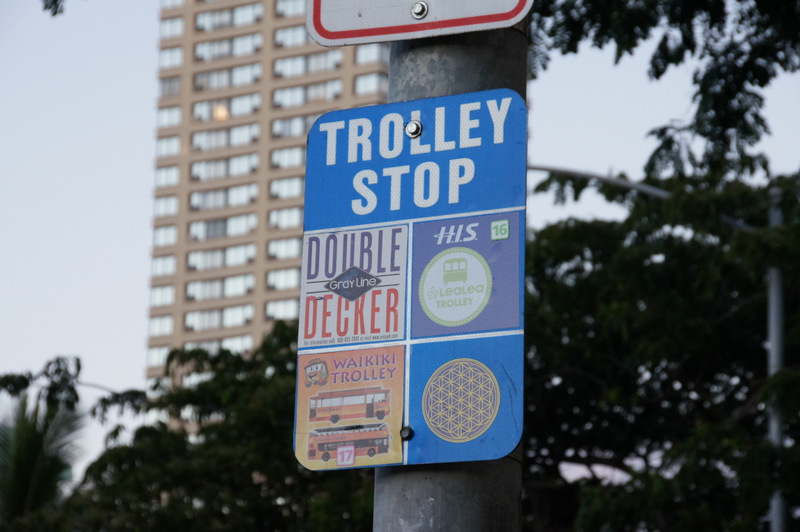 TROLLEY
STOP
DOUBLE
Gray Line
DECKER
H.I.S. 16
LeaLea
TROLLEY
WAIKIKI
TROLLEY
17